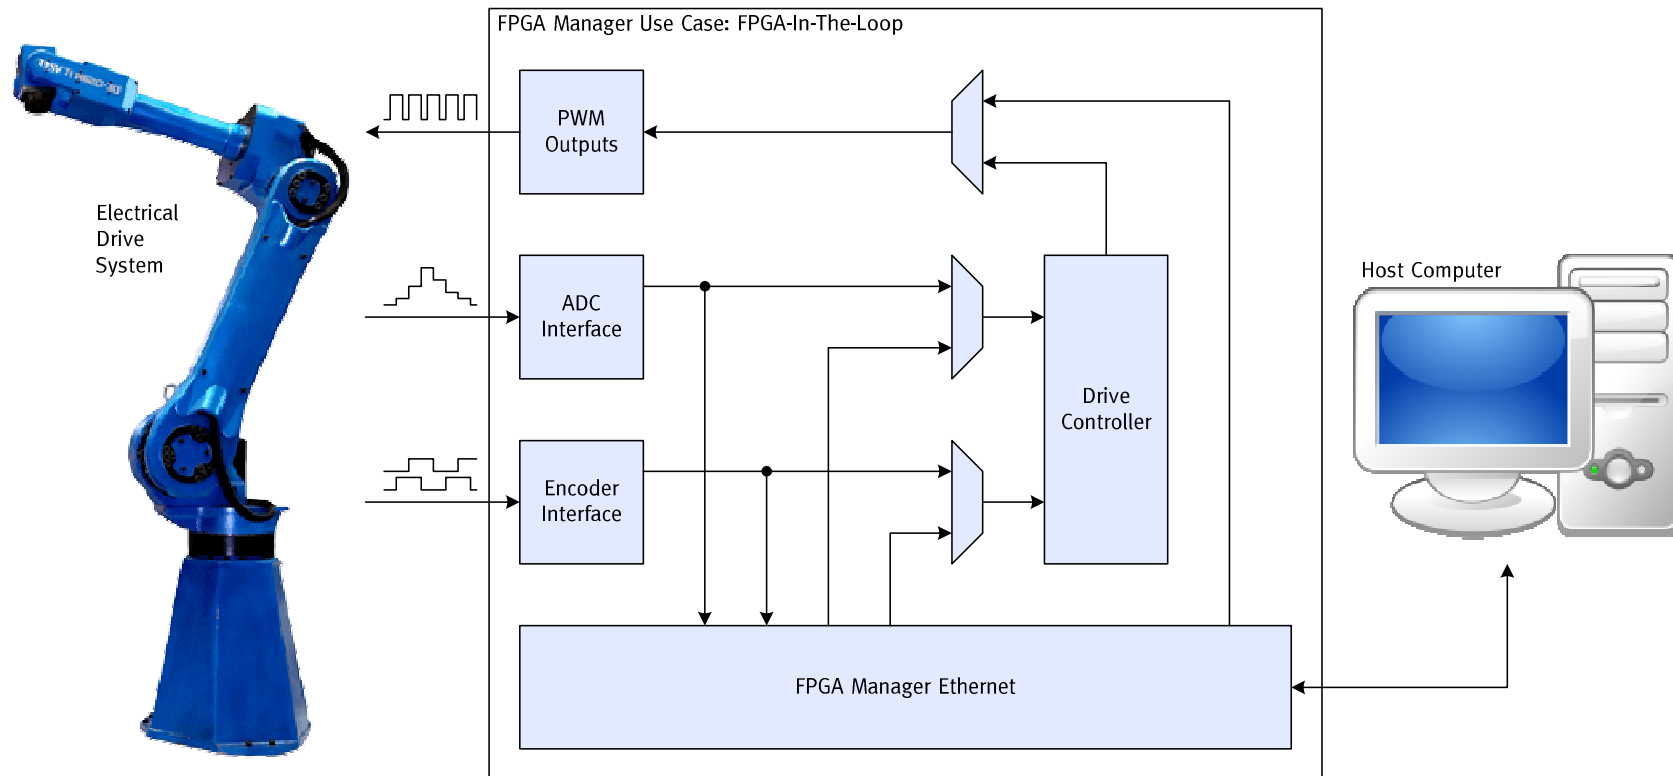 FPGA Manager Use Case: FPGA-In-The-Loop
PWM
Outputs
Electrical
Drive
System
ADC
Interface
Host Computer
Drive
Controller
Encoder
Interface
FPGA Manager Ethernet